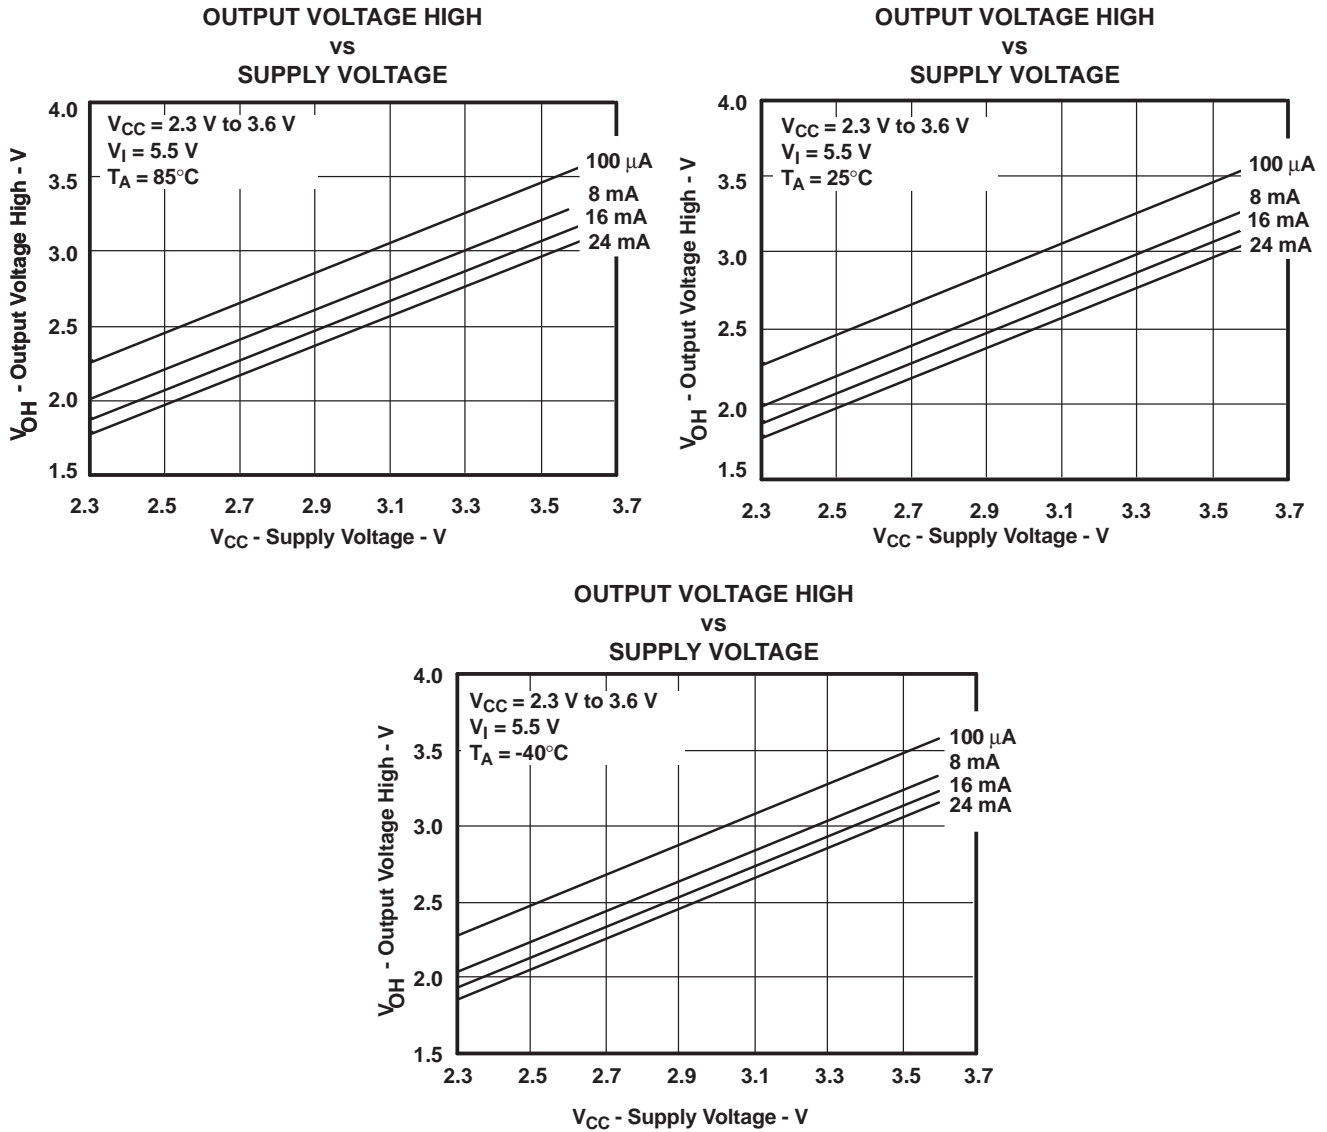 OUTPUT VOLTAGE HIGH
vs
SUPPLY VOLTAGE
V_OH - Output Voltage High - V
4.0
3.5
3.0
2.5
2.0
1.5
V_CC = 2.3 V to 3.6 V
V_I = 5.5 V
T_A = 85°C
100 μA
8 mA
16 mA
24 mA
2.3 2.5 2.7 2.9 3.1 3.3 3.5 3.7
V_CC - Supply Voltage - V
OUTPUT VOLTAGE HIGH
vs
SUPPLY VOLTAGE
V_OH - Output Voltage High - V
4.0
3.5
3.0
2.5
2.0
1.5
V_CC = 2.3 V to 3.6 V
V_I = 5.5 V
T_A = 25°C
100 μA
8 mA
16 mA
24 mA
2.3 2.5 2.7 2.9 3.1 3.3 3.5 3.7
V_CC - Supply Voltage - V
OUTPUT VOLTAGE HIGH
vs
SUPPLY VOLTAGE
V_OH - Output Voltage High - V
4.0
3.5
3.0
2.5
2.0
1.5
V_CC = 2.3 V to 3.6 V
V_I = 5.5 V
T_A = -40°C
100 μA
8 mA
16 mA
24 mA
2.3 2.5 2.7 2.9 3.1 3.3 3.5 3.7
V_CC - Supply Voltage - V